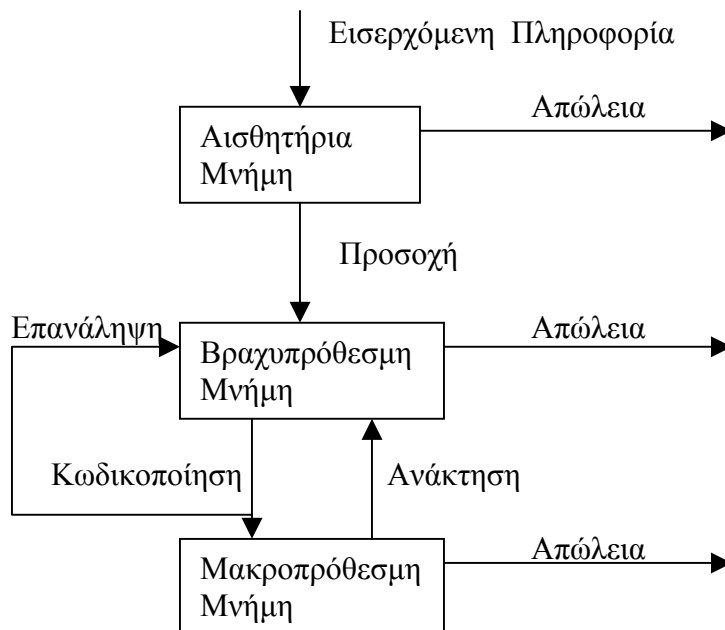 Εισερχόμενη Πληροφορία
Απώλεια
Αισθητήρια
Μνήμη
Προσοχή
Επανάληψη
Απώλεια
Βραχυπρόθεσμη
Μνήμη
Κωδικοποίηση
Ανάκτηση
Απώλεια
Μακροπρόθεσμη
Μνήμη